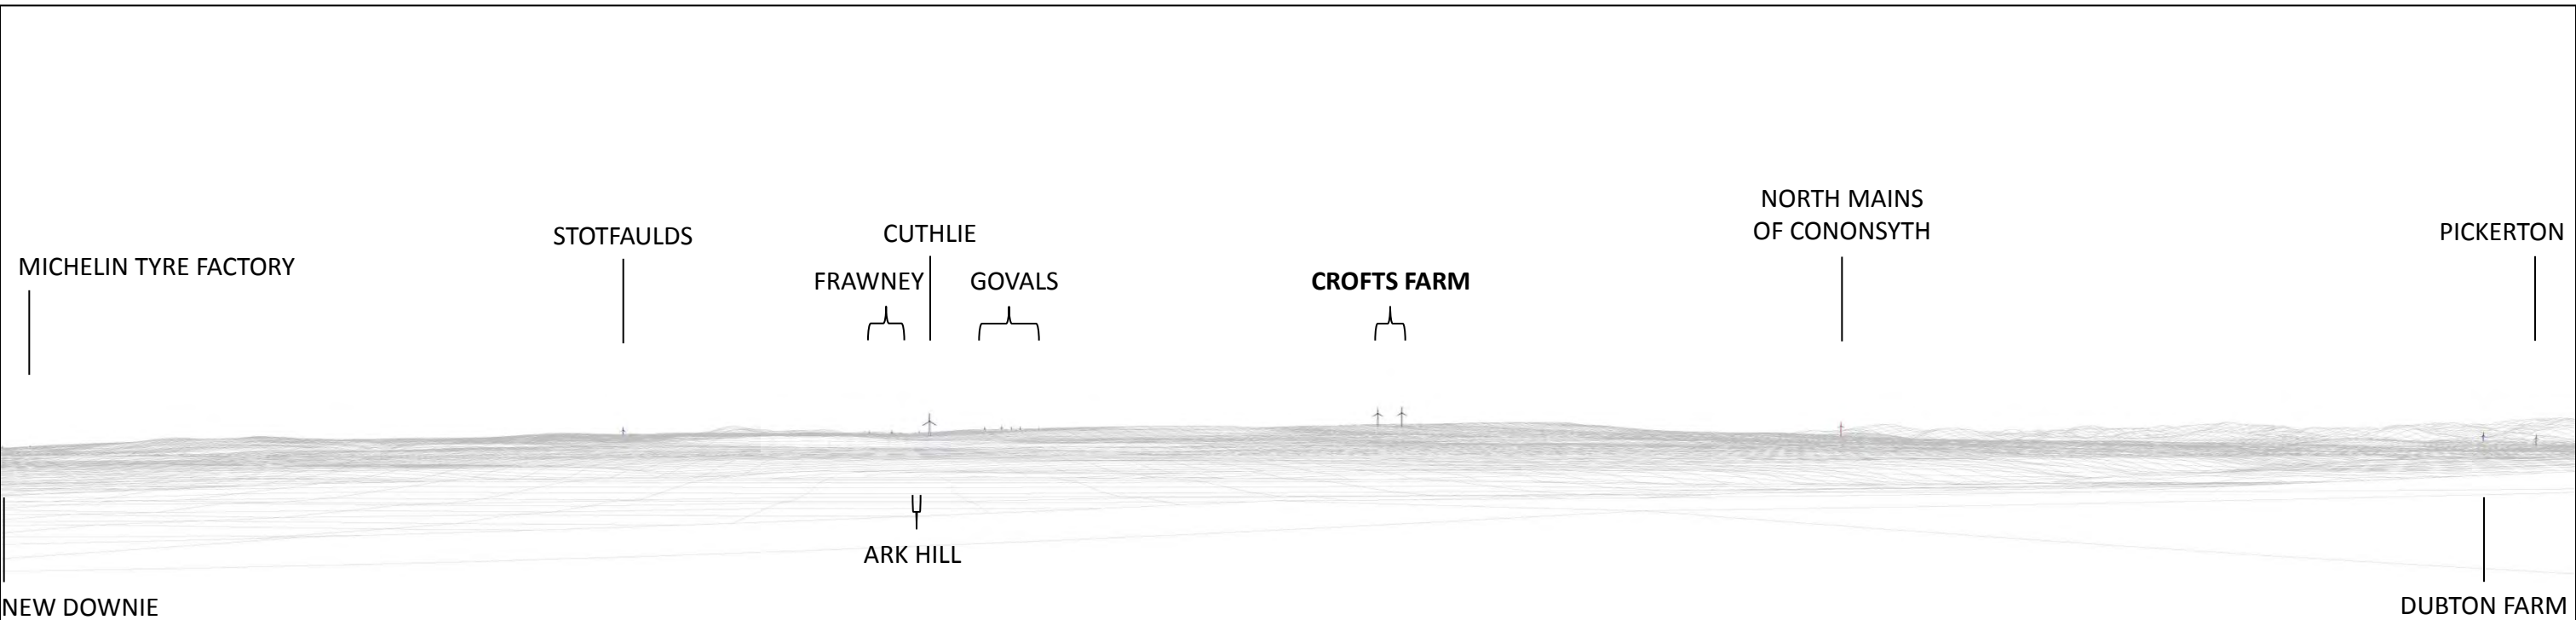 NORTH MAINS
OF CONONSYTH
STOTFAULDS
CUTHLIE
PICKERTON
MICHELIN TYRE FACTORY
FRAWNEY
GOVALS
CROFTS FARM
ARK HILL
NEW DOWNIE
DUBTON FARM